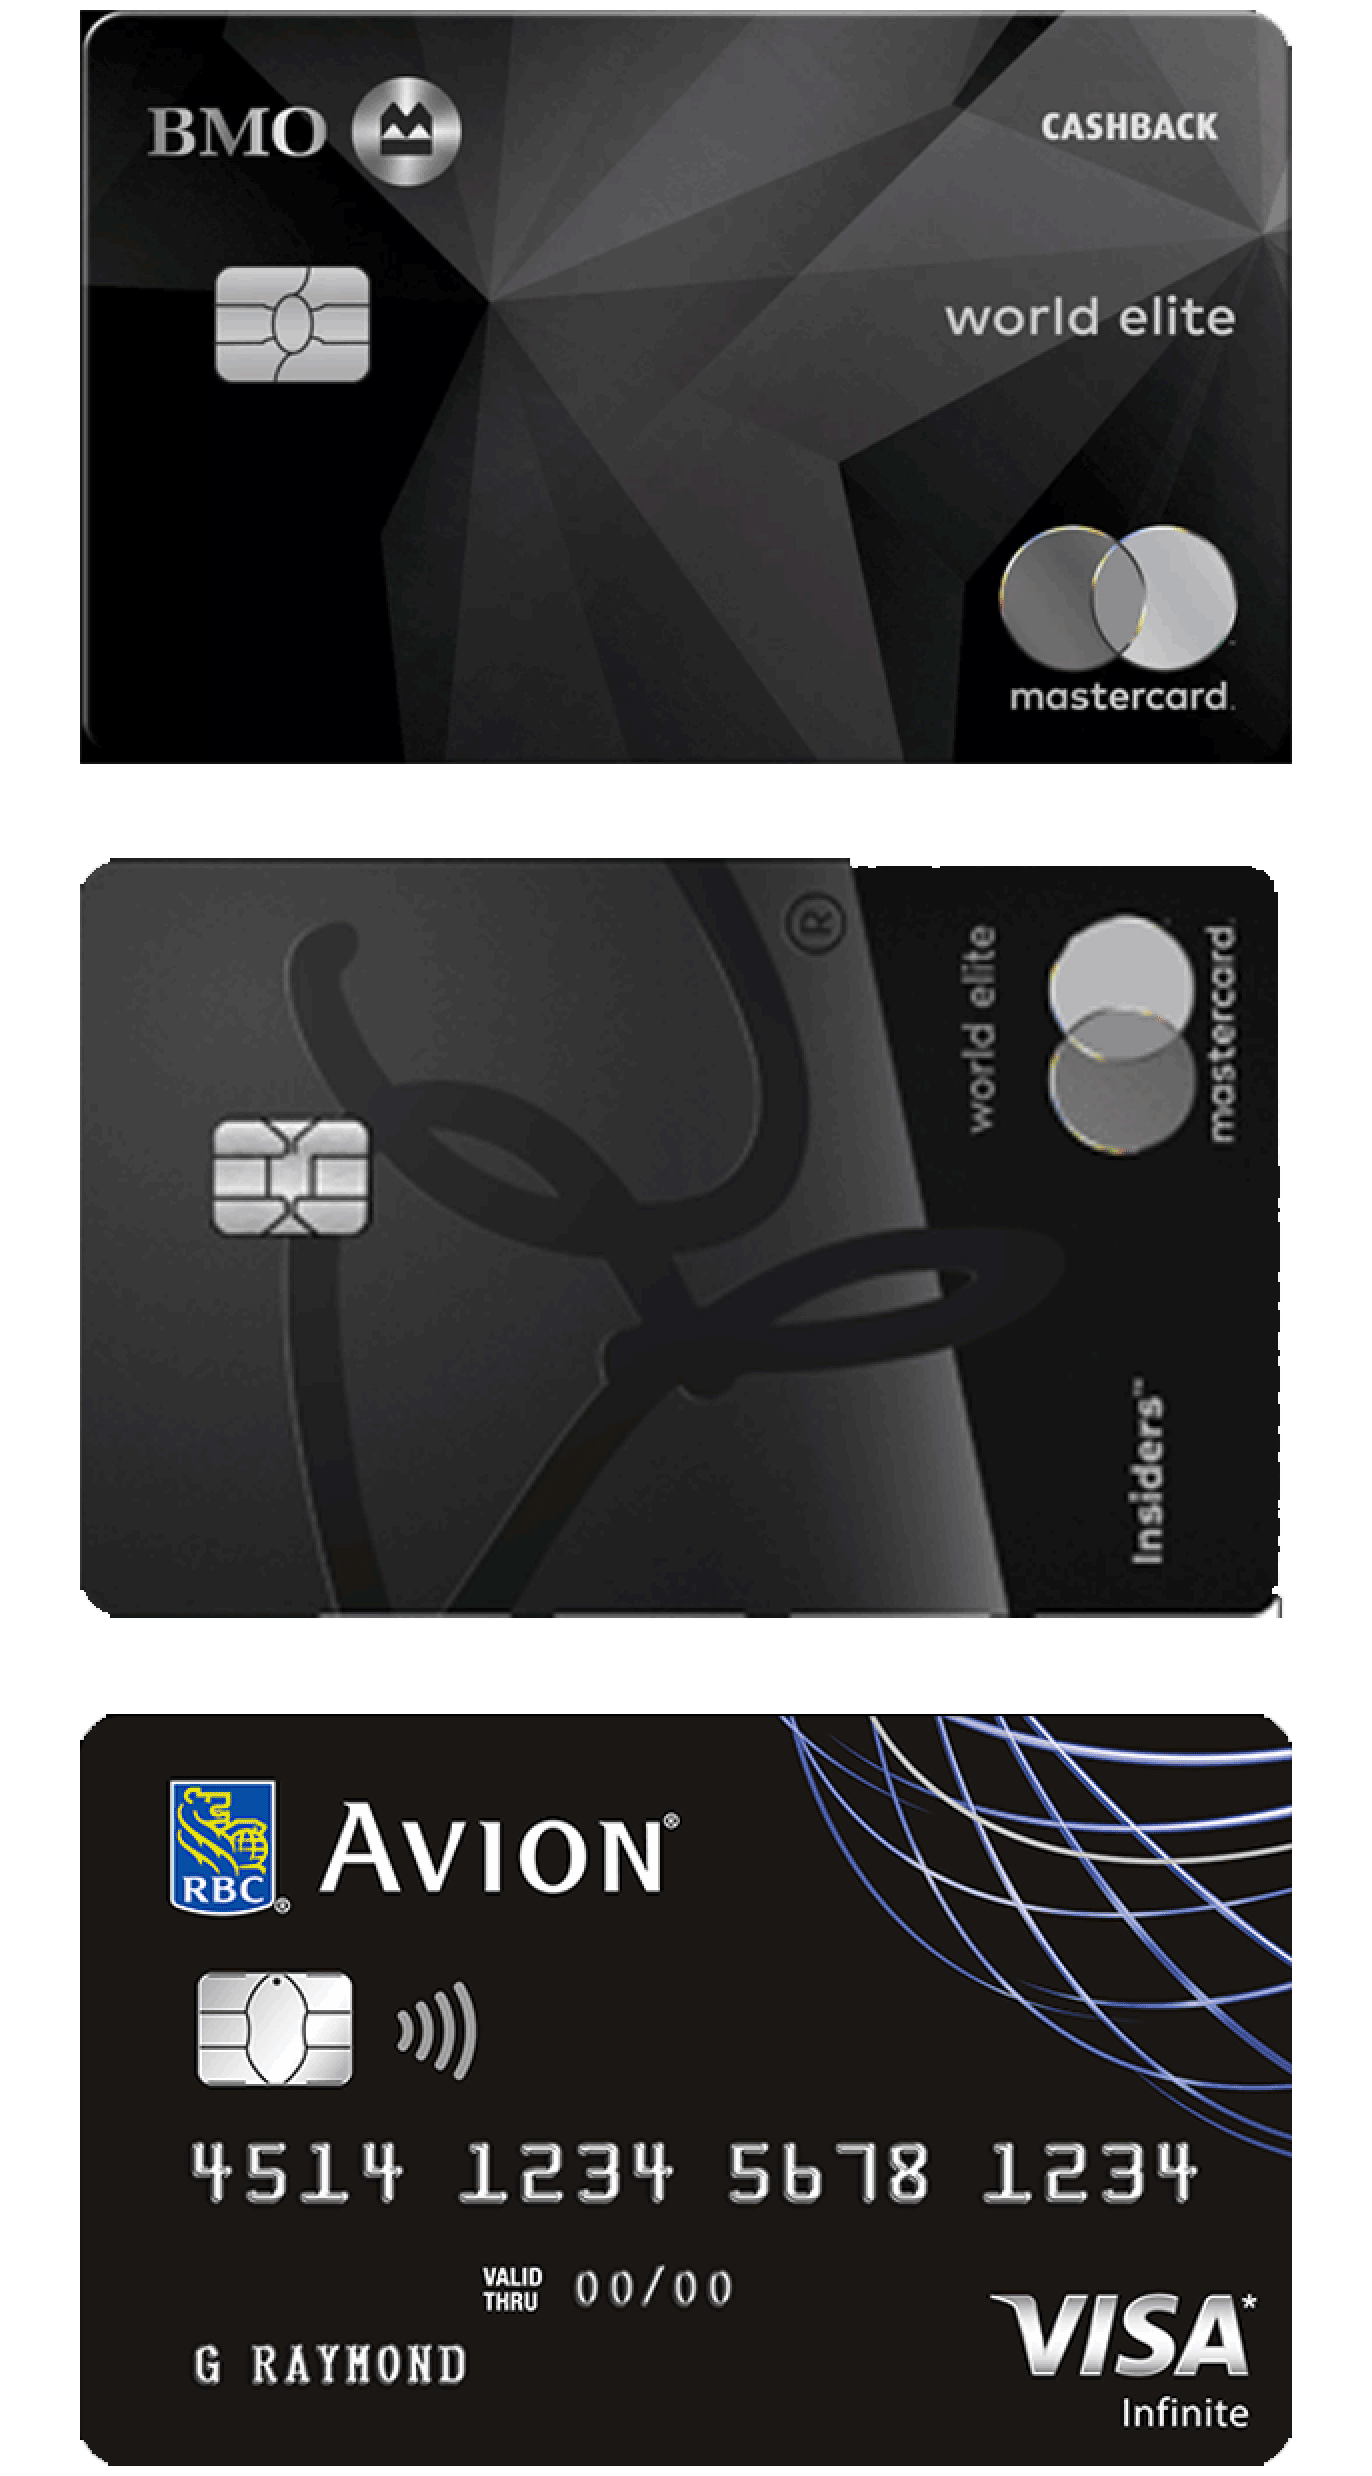 BMO
CASHBACK
world elite
mastercard.
®
world elite
mastercard.
Insiders™
RBC®
AVION®
4514 1234 5678 1234
VALID
THRU
00/00
G RAYMOND
VISA*
Infinite